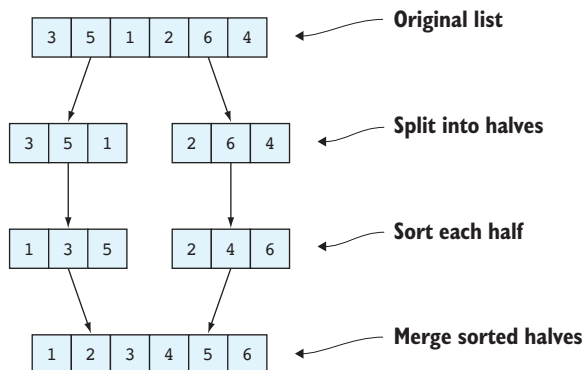 3 5 1 2 6 4
Original list
3 5 1 2 6 4
Split into halves
1 3 5 2 4 6
Sort each half
1 2 3 4 5 6
Merge sorted halves